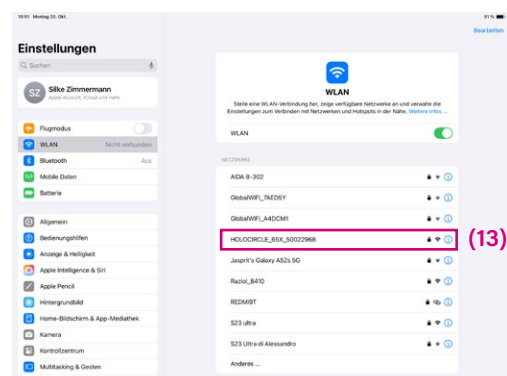 10:51 Montag 20. Okt.
91 %
Bearbeiten
Einstellungen
Suchen
SZ
Silke Zimmermann
Apple Account, iCloud und mehr
Flugmodus
WLAN Nicht verbunden
Bluetooth Aus
Mobile Daten
Batterie
Allgemein
Bedienungshilfen
Anzeige & Helligkeit
Apple Intelligence & Siri
Apple Pencil
Hintergrundbild
Home-Bildschirm & App-Mediathek
Kamera
Kontrollzentrum
Multitasking & Gesten
WLAN
Stelle eine WLAN-Verbindung her, zeige verfügbare Netzwerke an und verwalte die
Einstellungen zum Verbinden mit Netzwerken und Hotspots in der Nähe. Weitere Infos ...
WLAN
NETZWERKE
AIDA 8-302
GlobalWiFi_7AED5Y
GlobalWiFi_A4DCM1
HOLOCIRCLE_65X_50022968
(13)
Jasprit's Galaxy A52s 5G
Raziol_B410
REDMI9T
S23 ultra
S23 Ultra di Alessandro
Anderes ...